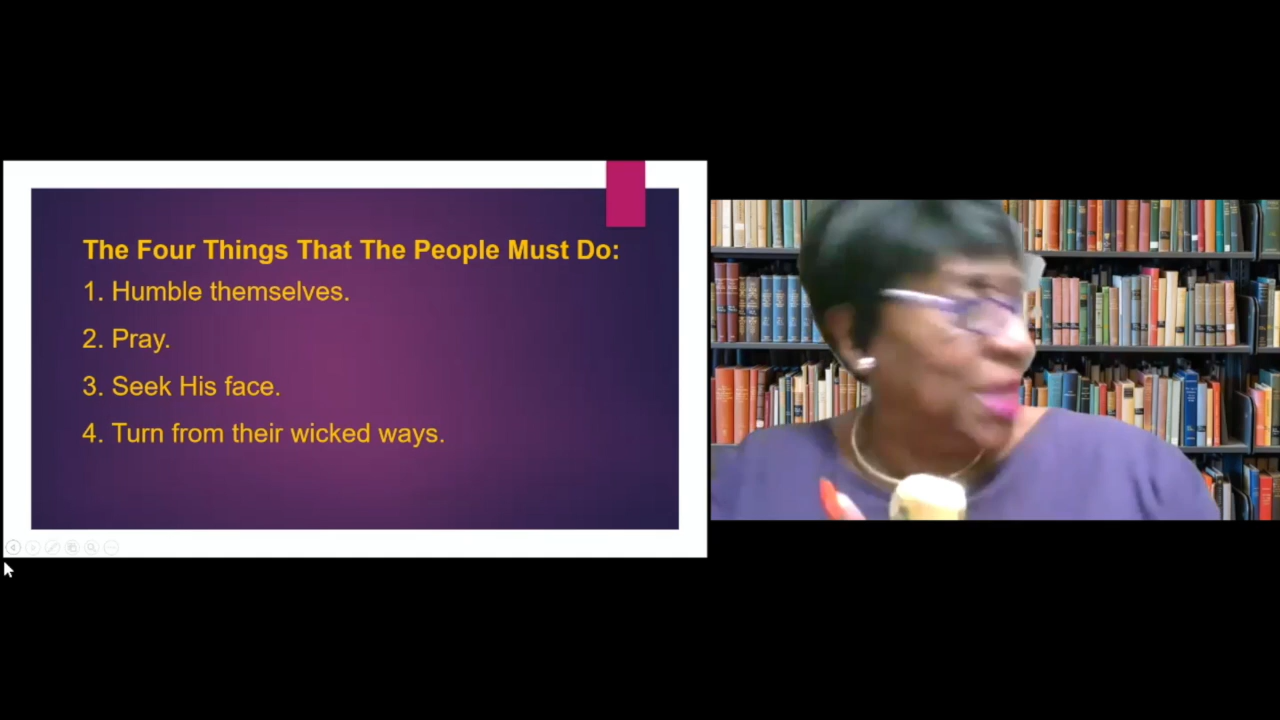 The Four Things That The People Must Do:
1. Humble themselves.
2. Pray.
3. Seek His face.
4. Turn from their wicked ways.